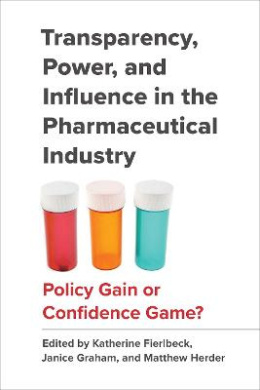 Transparency,
Power, and
Influence in the
Pharmaceutical
Industry
Policy Gain or
Confidence Game?
Edited by Katherine Fierlbeck,
Janice Graham, and Matthew Herder